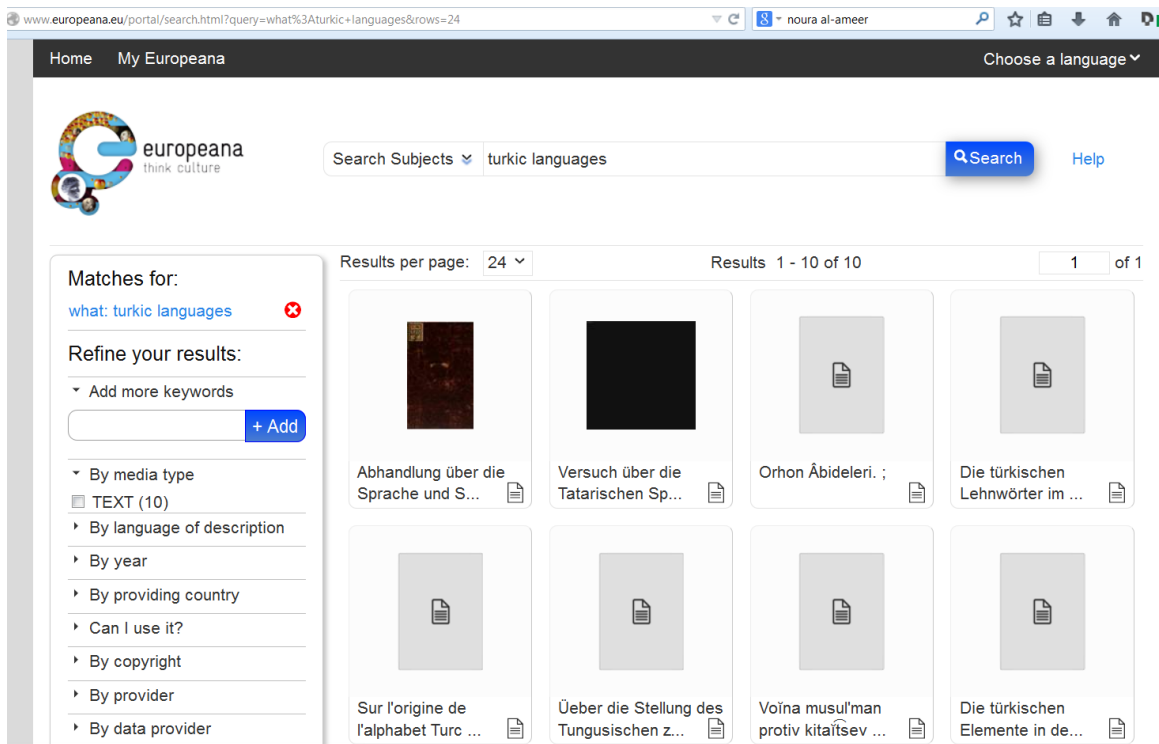 www.europeana.eu/portal/search.html?query=what%3Aturkic+languages&rows=24
8
noura al-ameer
Home My Europeana
Choose a language
europeana
think culture
Search Subjects
turkic languages
Search
Help
Matches for:
what: turkic languages
Refine your results:
Add more keywords
+ Add
By media type
TEXT (10)
By language of description
By year
By providing country
Can I use it?
By copyright
By provider
By data provider
Results per page: 24
Results 1 - 10 of 10
1 of 1
Abhandlung über die
Sprache und S...
Versuch über die
Tatarischen Sp...
Orhon Âbideleri. ;
Die türkischen
Lehnwörter im ...
Sur l'origine de
l'alphabet Turc ...
Üeber die Stellung des
Tungusischen z...
Voĭna musul'man
protiv kitaĭt͡sev ...
Die türkischen
Elemente in de...